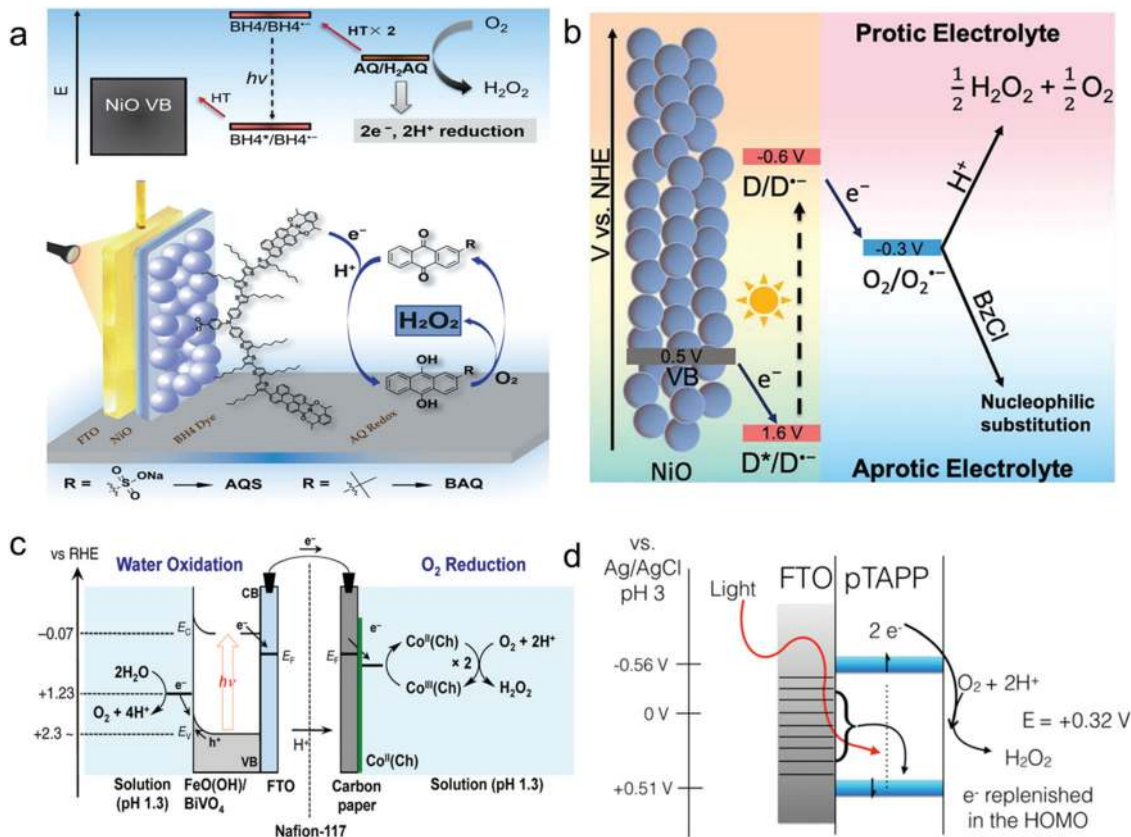 a
E
BH4/BH4•−
HT × 2
O2
AQ/H2AQ
hν
H2O2
NiO VB
HT
2e−, 2H+ reduction
BH4*/BH4•−
e−
H+
O
R
O
H2O2
OH
R
OH
O2
FTO
NiO
BH4 Dye
AQ Redox
R = ONa
→ AQS
R =
→ BAQ
b
V vs. NHE
Protic Electrolyte
1/2 H2O2 + 1/2 O2
-0.6 V
D/D•−
e−
H+
-0.3 V
O2/O2•−
BzCl
0.5 V
VB
e−
Nucleophilic
substitution
1.6 V
NiO
D*/D•−
Aprotic Electrolyte
c
vs RHE
Water Oxidation
e−
O2 Reduction
CB
−0.07
EC
e−
EF
EF
e−
CoII(Ch)
O2 + 2H+
× 2
2H2O
hν
CoIII(Ch)
H2O2
+1.23
e−
O2 + 4H+
+2.3 ~
EV
h+
H+
VB
CoII(Ch)
Solution
(pH 1.3)
FeO(OH)/
BiVO4
FTO
Carbon
paper
Solution (pH 1.3)
Nafion-117
d
vs.
Ag/AgCl
pH 3
FTO
pTAPP
Light
2 e-
-0.56 V
O2 + 2H+
0 V
E = +0.32 V
H2O2
+0.51 V
e- replenished
in the HOMO